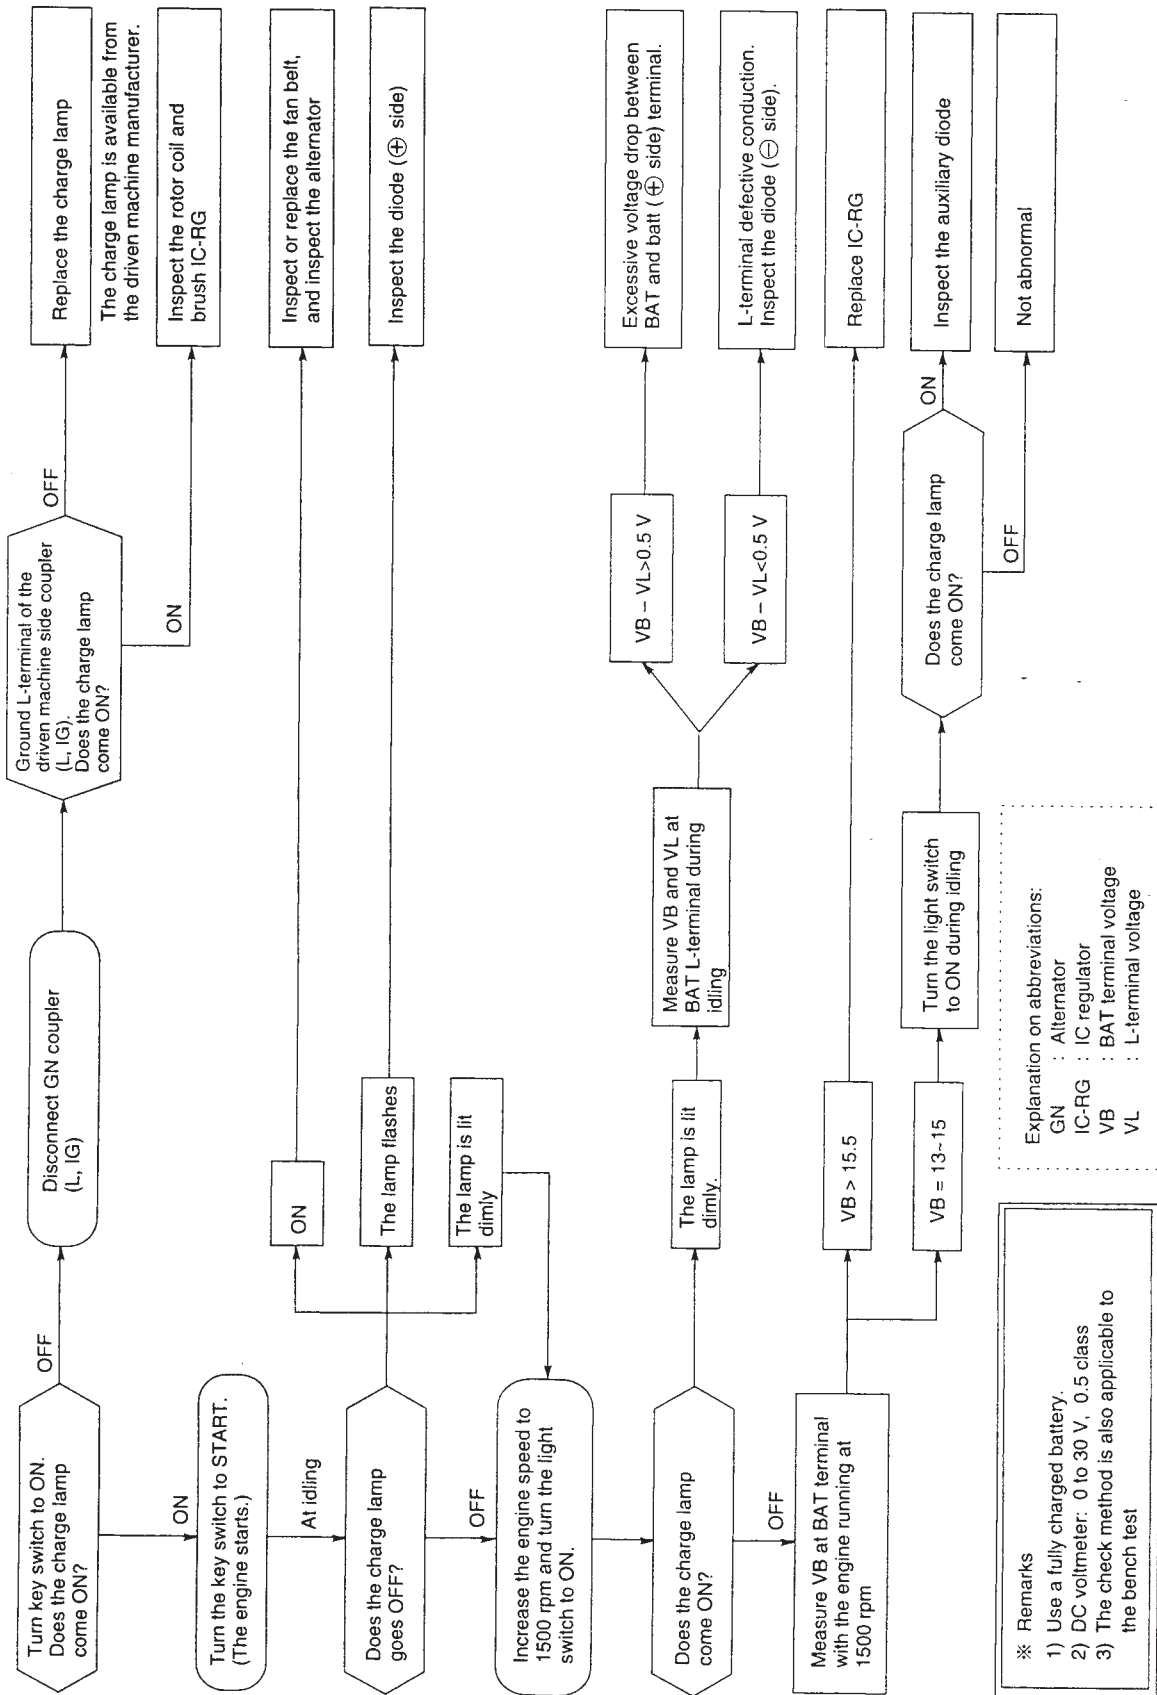 Turn key switch to ON.
Does the charge lamp
come ON?
OFF
Disconnect GN coupler
(L, IG)
Ground L-terminal of the
driven machine side coupler
(L, IG).
Does the charge lamp
come ON?
OFF
Replace the charge lamp
The charge lamp is available from
the driven machine manufacturer.
ON
Inspect the rotor coil and
brush IC-RG
ON
Turn the key switch to START.
(The engine starts.)
At idling
Does the charge lamp
goes OFF?
ON
Inspect or replace the fan belt,
and inspect the alternator
The lamp flashes
Inspect the diode (⊕ side)
The lamp is lit
dimly
OFF
Increase the engine speed to
1500 rpm and turn the light
switch to ON.
Does the charge lamp
come ON?
The lamp is lit
dimly.
Measure VB and VL at
BAT L-terminal during
idling
VB – VL>0.5 V
Excessive voltage drop between
BAT and batt (⊕ side) terminal.
VB – VL<0.5 V
L-terminal defective conduction.
Inspect the diode (⊖ side).
OFF
Measure VB at BAT terminal
with the engine running at
1500 rpm
VB > 15.5
Replace IC-RG
VB = 13~15
Turn the light switch
to ON during idling
Does the charge lamp
come ON?
ON
Inspect the auxiliary diode
OFF
Not abnormal
※ Remarks
1) Use a fully charged battery.
2) DC voltmeter: 0 to 30 V, 0.5 class
3) The check method is also applicable to
the bench test
Explanation on abbreviations:
GN : Alternator
IC-RG : IC regulator
VB : BAT terminal voltage
VL : L-terminal voltage